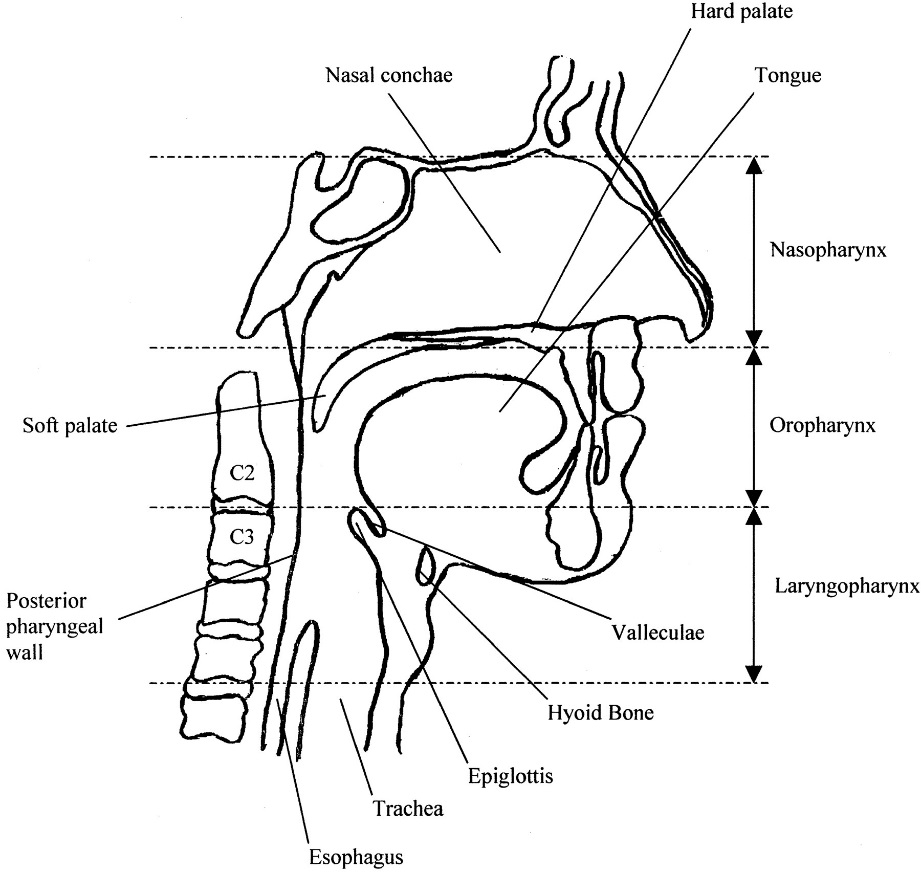 Hard palate
Nasal conchae
Tongue
Nasopharynx
Soft palate
Oropharynx
C2
C3
Laryngopharynx
Posterior
pharyngeal
wall
Valleculae
Hyoid Bone
Epiglottis
Trachea
Esophagus